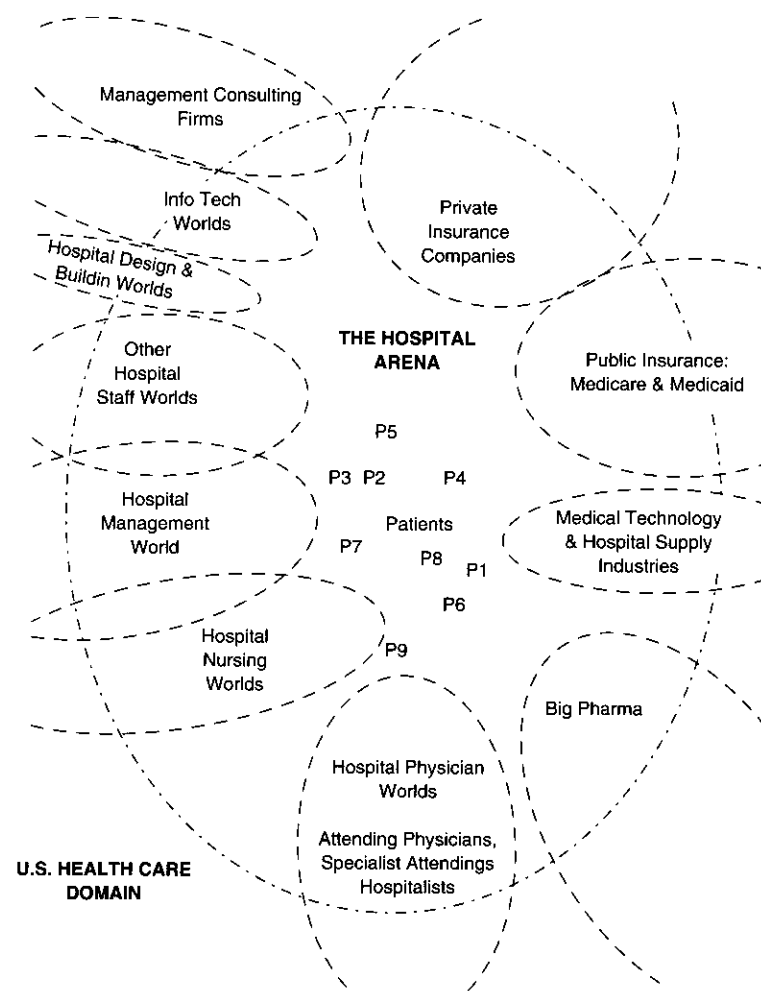 Management Consulting
Firms
Info Tech
Worlds
Private
Insurance
Companies
Hospital Design &
Buildin Worlds
THE HOSPITAL
ARENA
Other
Hospital
Staff Worlds
Public Insurance:
Medicare & Medicaid
P5
P3 P2 P4
Hospital
Management
World
Patients
Medical Technology
& Hospital Supply
Industries
P7
P8
P1
P6
Hospital
Nursing
Worlds
P9
Big Pharma
Hospital Physician
Worlds
Attending Physicians,
Specialist Attendings
Hospitalists
U.S. HEALTH CARE
DOMAIN